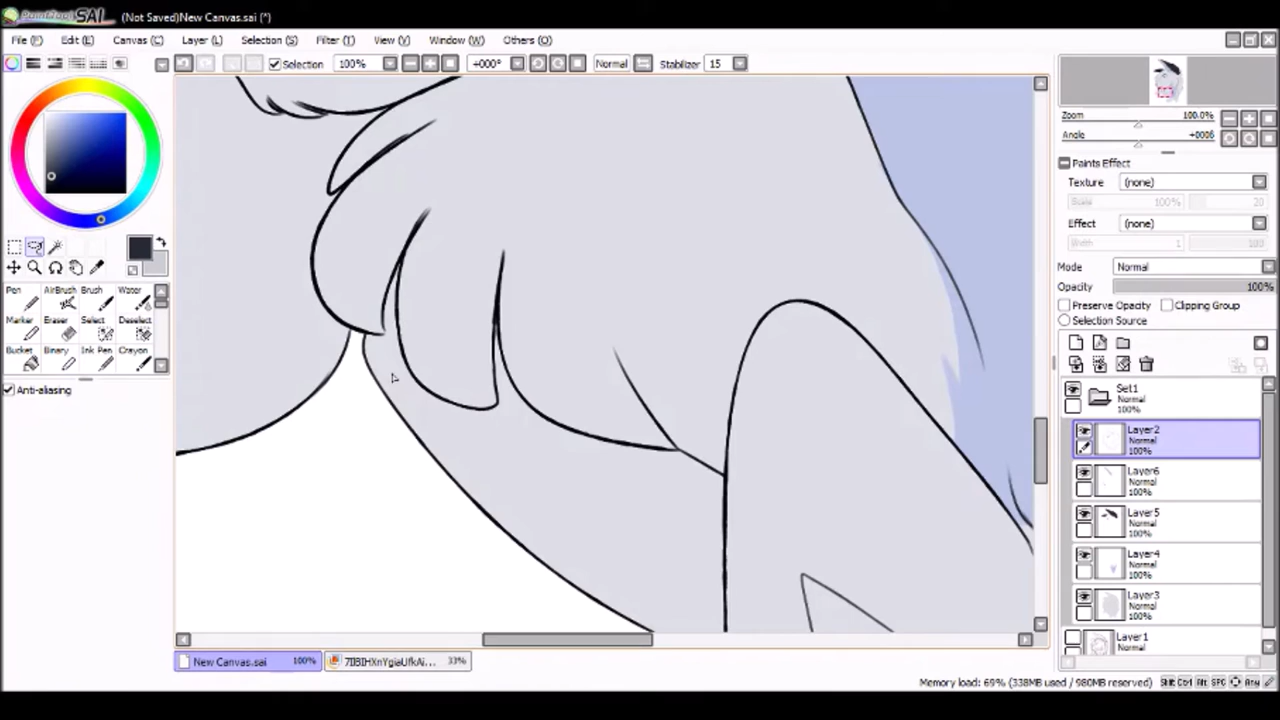 PaintTool SAI (Not Saved)New Canvas.sai (*)
File (F) Edit (E) Canvas (C) Layer (L) Selection (S) Filter (T) View (V) Window (W) Others (O)
Selection 100% +000° Normal Stabilizer 15
Zoom 100.0%
Angle +0006
Paints Effect
Texture (none)
Scale 100% 20
Effect (none)
Width 1 100
Mode Normal
Opacity 100%
Preserve Opacity Clipping Group
Selection Source
Pen AirBrush Brush Water
Marker Eraser Select Deselect
Bucket Binary Ink Pen Crayon
Anti-aliasing
Set1
Normal
100%
Layer2
Normal
100%
Layer6
Normal
100%
Layer5
Normal
100%
Layer4
Normal
100%
Layer3
Normal
100%
Layer1
Normal
New Canvas.sai 100% 33%
Memory load: 69% (338MB used / 980MB reserved) Shift Ctrl Alt SPC Any